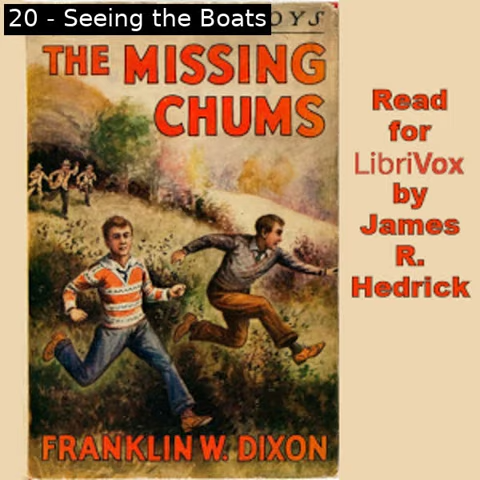 20 - Seeing the Boats
OYS
THE MISSING
CHUMS
Read
for
LibriVox
by
James
R.
Hedrick
FRANKLIN W. DIXON